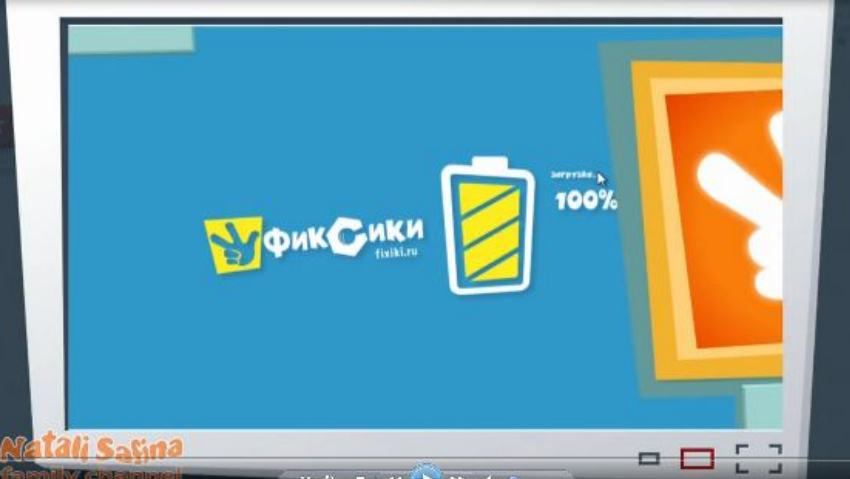 загрузка...
100%
фиксики
fixiki.ru
Natali Safina
family channel